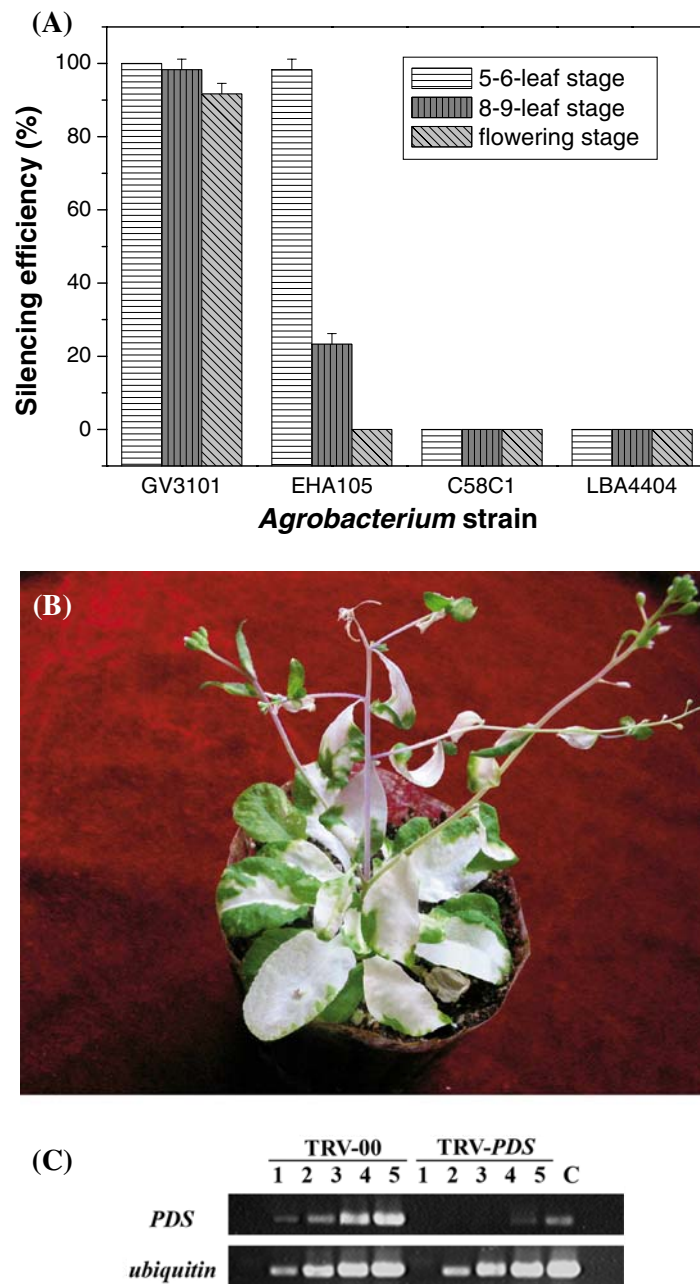 (A)
100
80
60
40
20
0
Silencing efficiency (%)
5-6-leaf stage
8-9-leaf stage
flowering stage
GV3101 EHA105 C58C1 LBA4404
Agrobacterium strain
(B)
(C)
TRV-00 TRV-PDS
1 2 3 4 5 1 2 3 4 5 C
PDS
ubiquitin